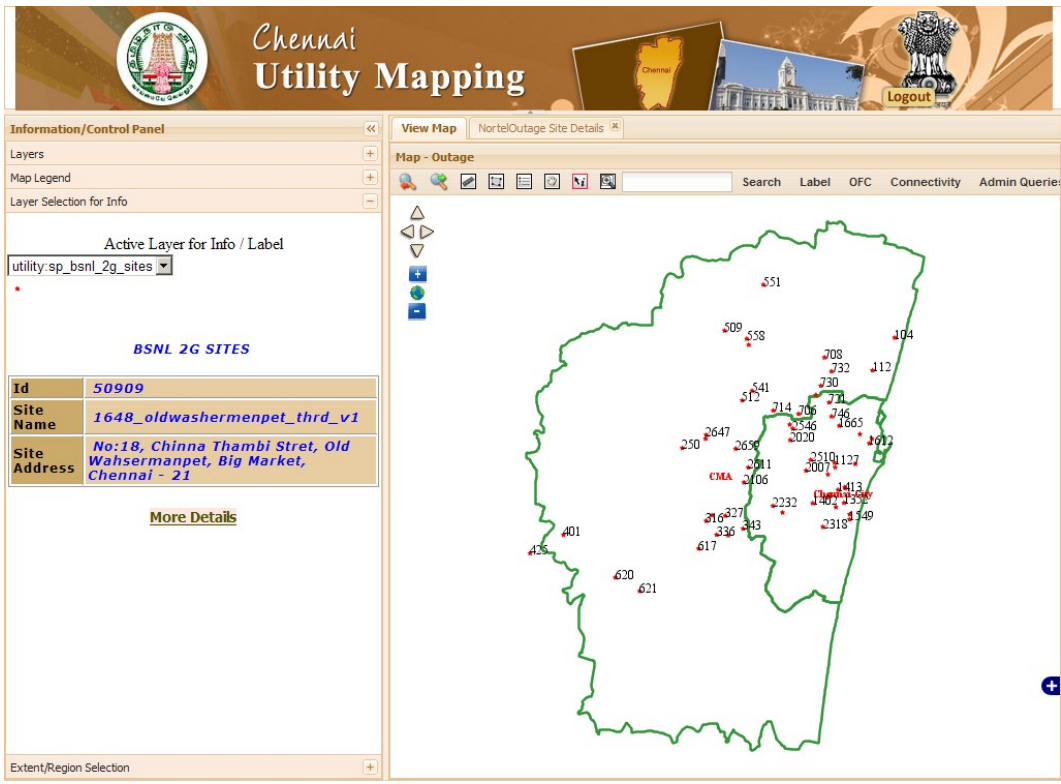 Chennai
Utility Mapping
Chennai
Logout
Information/Control Panel
Layers
Map Legend
Layer Selection for Info
Active Layer for Info / Label
utility:sp_bsnl_2g_sites
BSNL 2G SITES
Id 50909
Site Name 1648_oldwashermenpet_thrd_v1
Site Address No:18, Chinna Thambi Stret, Old
Wahsermanpet, Big Market,
Chennai - 21
More Details
Extent/Region Selection
View Map NortelOutage Site Details
Map - Outage
Search Label OFC Connectivity Admin Queries
551
509
558
104
708
732
112
730
541
512
721
714
706
746
2546
1665
2020
2647
250
2659
1612
2510
1127
2611
2007
CMA
2106
1413
1402
1352
2232
327
316
1549
343
2318
336
401
617
425
620
621